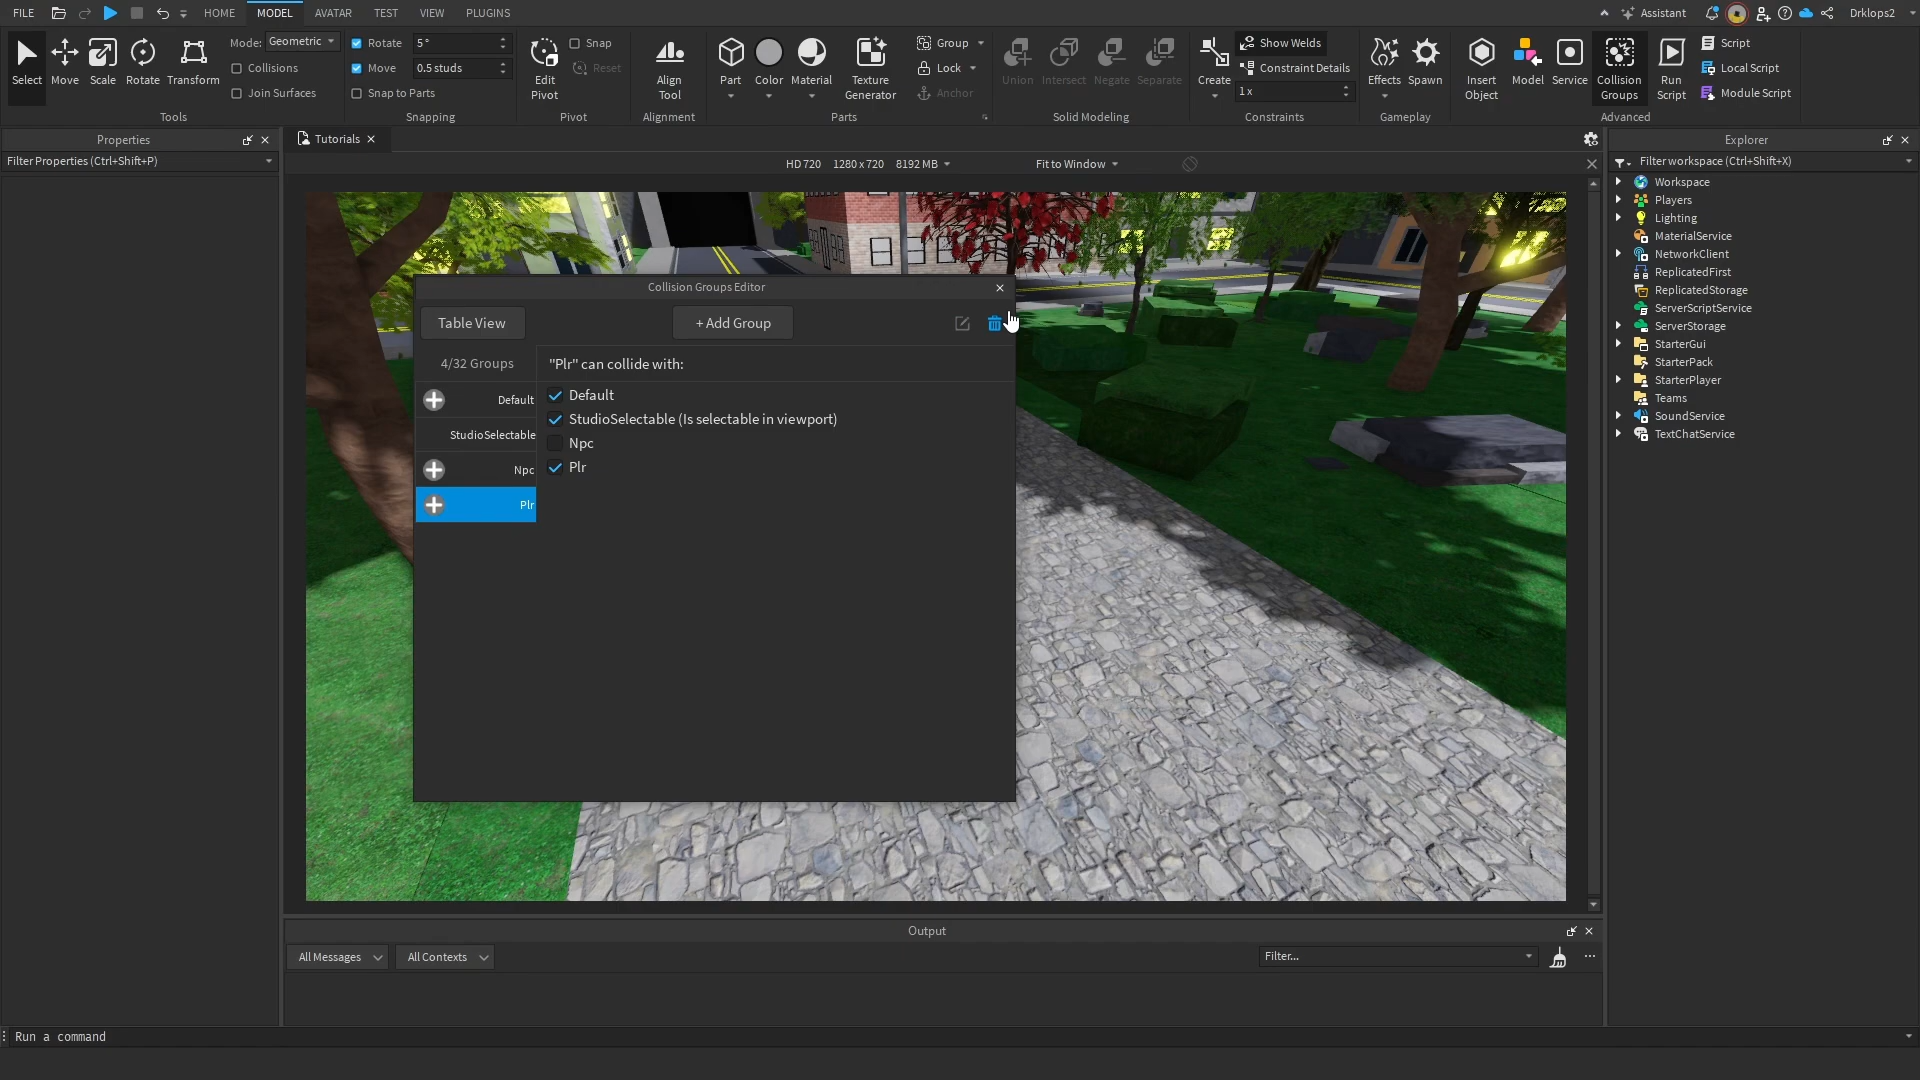 FILE HOME MODEL AVATAR TEST VIEW PLUGINS Assistant Drklops2
Select Move Scale Rotate Transform
Mode: Geometric
Collisions
Join Surfaces
Tools
Rotate 5°
Move 0.5 studs
Snap to Parts
Snapping
Edit Pivot
Snap
Reset
Pivot
Align Tool
Alignment
Part Color Material Texture Generator
Group
Lock
Anchor
Parts
Union Intersect Negate Separate
Solid Modeling
Create
Show Welds
Constraint Details
1 x
Constraints
Effects Spawn
Gameplay
Insert Object
Model Service
Collision Groups
Run Script
Script
Local Script
Module Script
Advanced
Properties
Filter Properties (Ctrl+Shift+P)
Tutorials
HD 720 1280 x 720 8192 MB Fit to Window
Collision Groups Editor
Table View + Add Group
4/32 Groups
Default
StudioSelectable
Npc
Plr
"Plr" can collide with:
Default
StudioSelectable (Is selectable in viewport)
Npc
Plr
Explorer
Filter workspace (Ctrl+Shift+X)
Workspace
Players
Lighting
MaterialService
NetworkClient
ReplicatedFirst
ReplicatedStorage
ServerScriptService
ServerStorage
StarterGui
StarterPack
StarterPlayer
Teams
SoundService
TextChatService
Output
All Messages All Contexts Filter...
Run a command